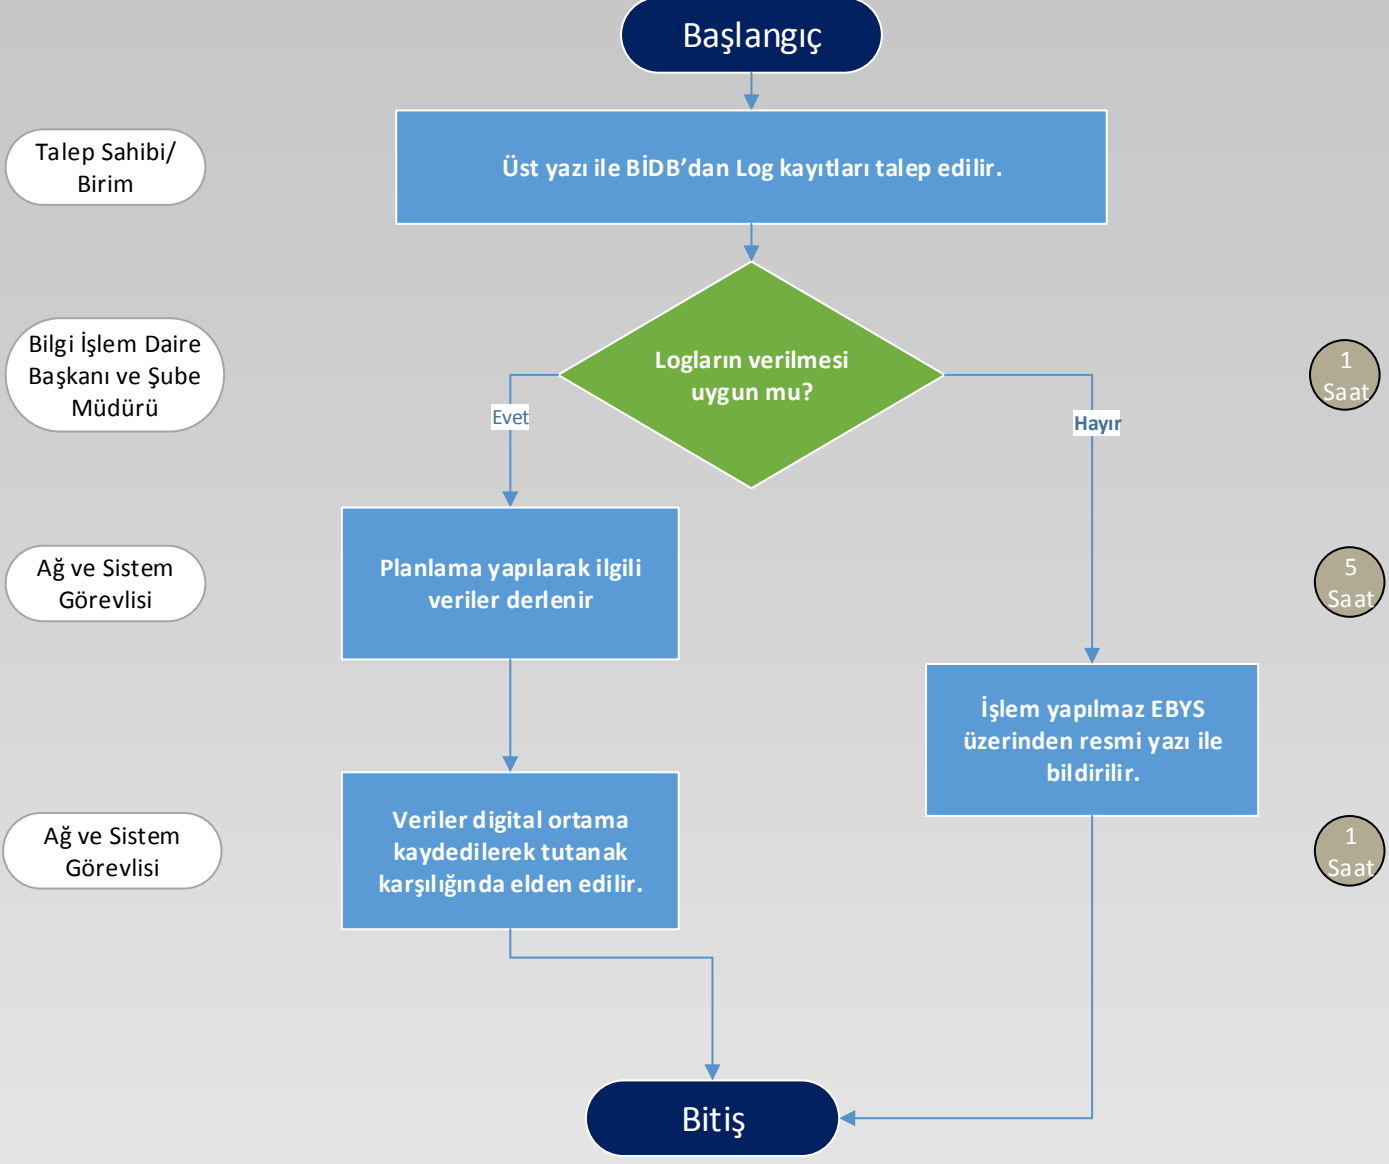 Başlangıç
Talep Sahibi/
Birim
Üst yazı ile BİDB’dan Log kayıtları talep edilir.
Bilgi İşlem Daire
Başkanı ve Şube
Müdürü
Logların verilmesi
uygun mu?
1
Saat
Evet
Hayır
Ağ ve Sistem
Görevlisi
Planlama yapılarak ilgili
veriler derlenir
5
Saat
İşlem yapılmaz EBYS
üzerinden resmi yazı ile
bildirilir.
Ağ ve Sistem
Görevlisi
Veriler digital ortama
kaydedilerek tutanak
karşılığında elden edilir.
1
Saat
Bitiş